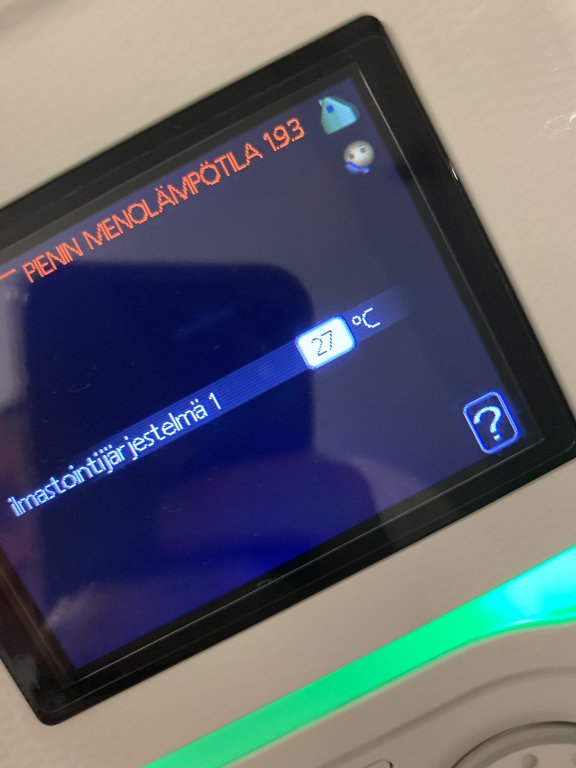 PIENIN MENOLÄMPÖTILA 1.9.3
ilmastointijärjestelmä 1 27 °C
?